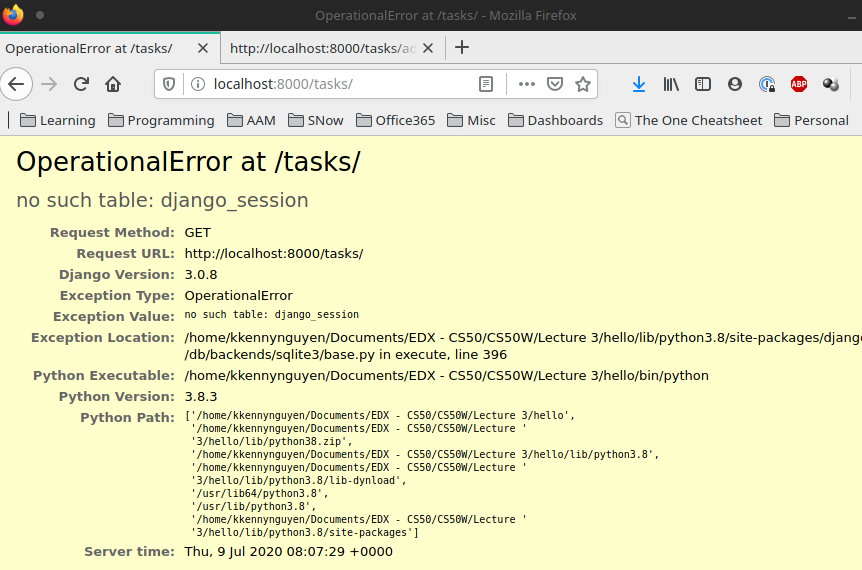 OperationalError at /tasks/ - Mozilla Firefox
OperationalError at /tasks/ http://localhost:8000/tasks/ad
localhost:8000/tasks/ ABP
Learning Programming AAM SNow Office365 Misc Dashboards The One Cheatsheet Personal
OperationalError at /tasks/
no such table: django_session
Request Method: GET
Request URL: http://localhost:8000/tasks/
Django Version: 3.0.8
Exception Type: OperationalError
Exception Value: no such table: django_session
Exception Location: /home/kkennynguyen/Documents/EDX - CS50/CS50W/Lecture 3/hello/lib/python3.8/site-packages/django
/db/backends/sqlite3/base.py in execute, line 396
Python Executable: /home/kkennynguyen/Documents/EDX - CS50/CS50W/Lecture 3/hello/bin/python
Python Version: 3.8.3
Python Path: ['/home/kkennynguyen/Documents/EDX - CS50/CS50W/Lecture 3/hello',
'/home/kkennynguyen/Documents/EDX - CS50/CS50W/Lecture '
'3/hello/lib/python38.zip',
'/home/kkennynguyen/Documents/EDX - CS50/CS50W/Lecture 3/hello/lib/python3.8',
'/home/kkennynguyen/Documents/EDX - CS50/CS50W/Lecture '
'3/hello/lib/python3.8/lib-dynload',
'/usr/lib64/python3.8',
'/usr/lib/python3.8',
'/home/kkennynguyen/Documents/EDX - CS50/CS50W/Lecture '
'3/hello/lib/python3.8/site-packages']
Server time: Thu, 9 Jul 2020 08:07:29 +0000